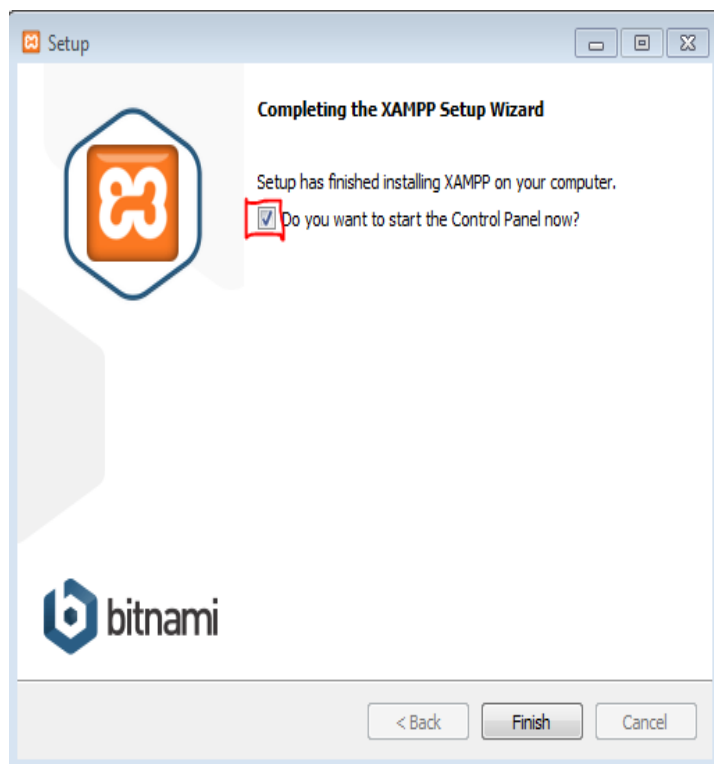 Setup
Completing the XAMPP Setup Wizard
Setup has finished installing XAMPP on your computer.
Do you want to start the Control Panel now?
bitnami
< Back
Finish
Cancel